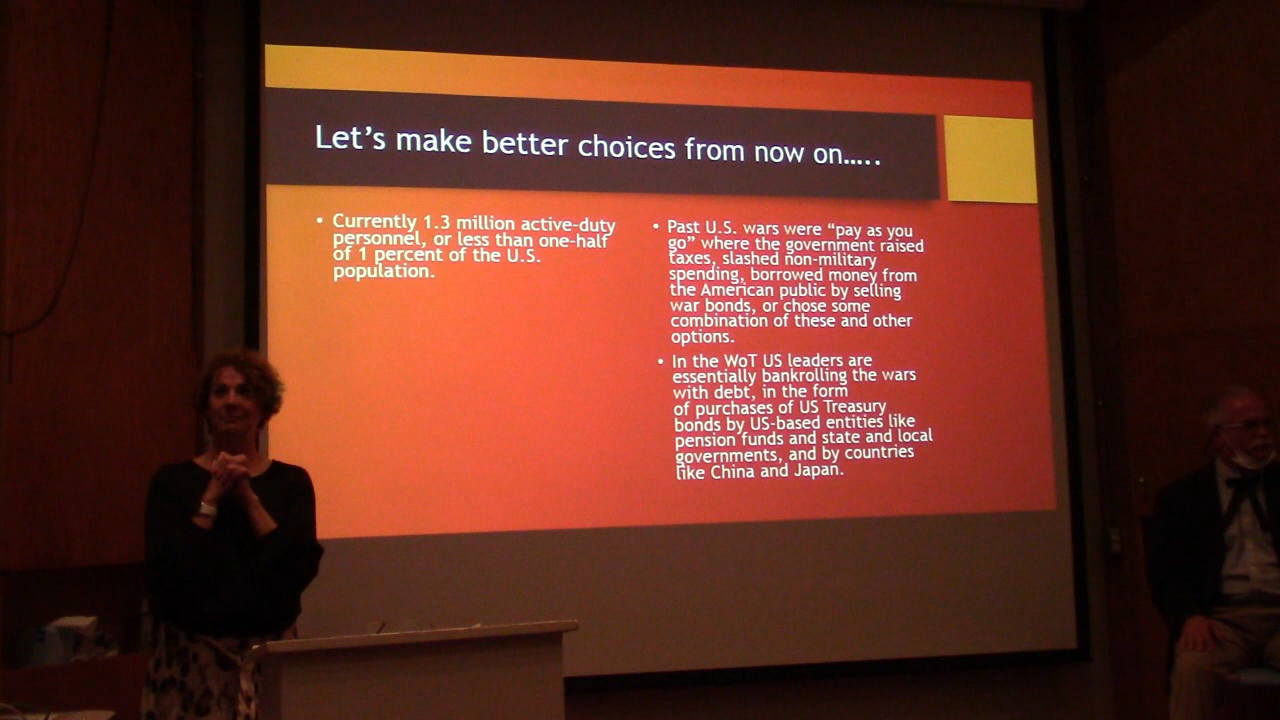 Let's make better choices from now on.....
• Currently 1.3 million active-duty
personnel, or less than one-half
of 1 percent of the U.S.
population.
• Past U.S. wars were “pay as you
go” where the government raised
taxes, slashed non-military
spending, borrowed money from
the American public by selling
war bonds, or chose some
combination of these and other
options.
• In the WoT US leaders are
essentially bankrolling the wars
with debt, in the form
of purchases of US Treasury
bonds by US-based entities like
pension funds and state and local
governments, and by countries
like China and Japan.